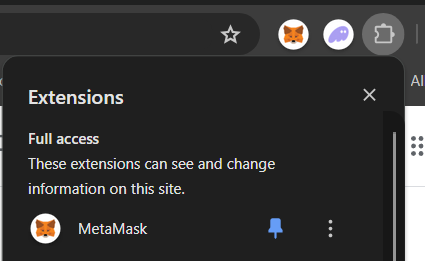 Extensions
Full access
These extensions can see and change
information on this site.
MetaMask
Al